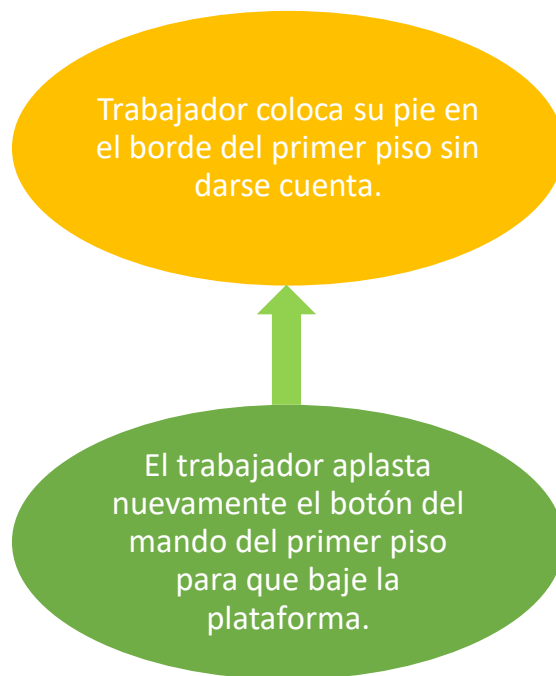 Trabajador coloca su pie en
el borde del primer piso sin
darse cuenta.
El trabajador aplasta
nuevamente el botón del
mando del primer piso
para que baje la
plataforma.